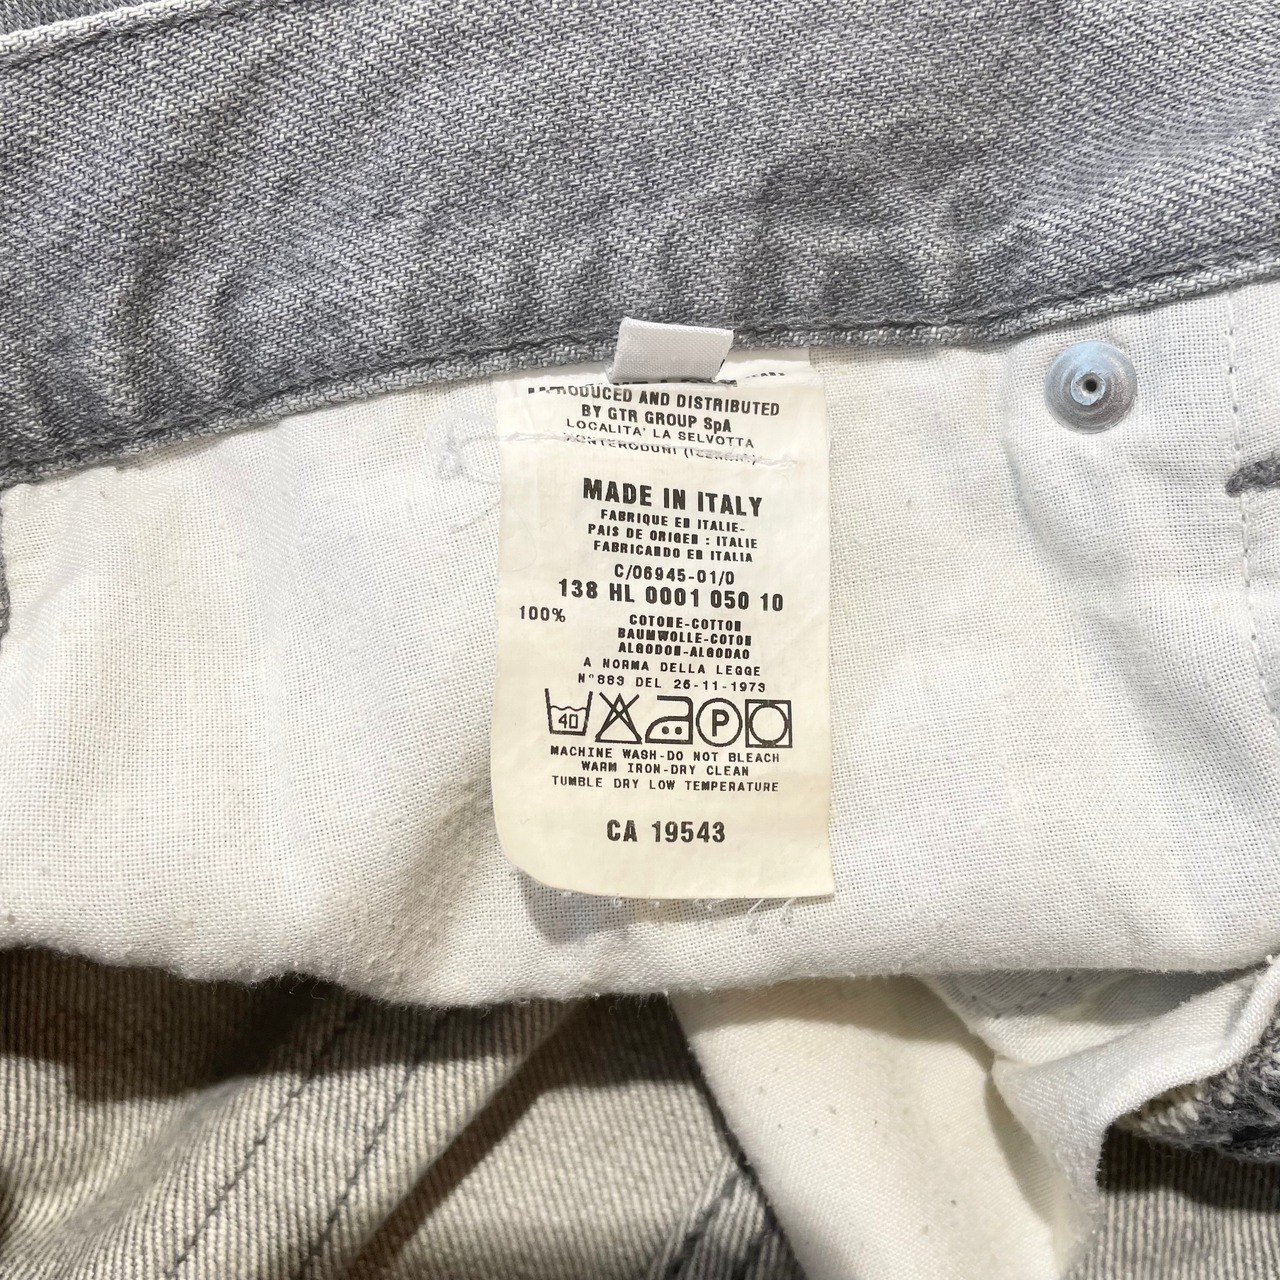 PRODUCED AND DISTRIBUTED
BY GTR GROUP SpA
LOCALITA' LA SELVOTTA
MONTERODUNI
MADE IN ITALY
FABRIQUE EN ITALIE-
PAIS DE ORIGEN : ITALIE
FABRICANDO EN ITALIA
C/06945-01/0
138 HL 0001 050 10
100%
COTONE-COTTON
BAUMWOLLE-COTON
ALGODON-ALGODAO
A NORMA DELLA LEGGE
N°883 DEL 26-11-1973
40 P
MACHINE WASH-DO NOT BLEACH
WARM IRON-DRY CLEAN
TUMBLE DRY LOW TEMPERATURE
CA 19543